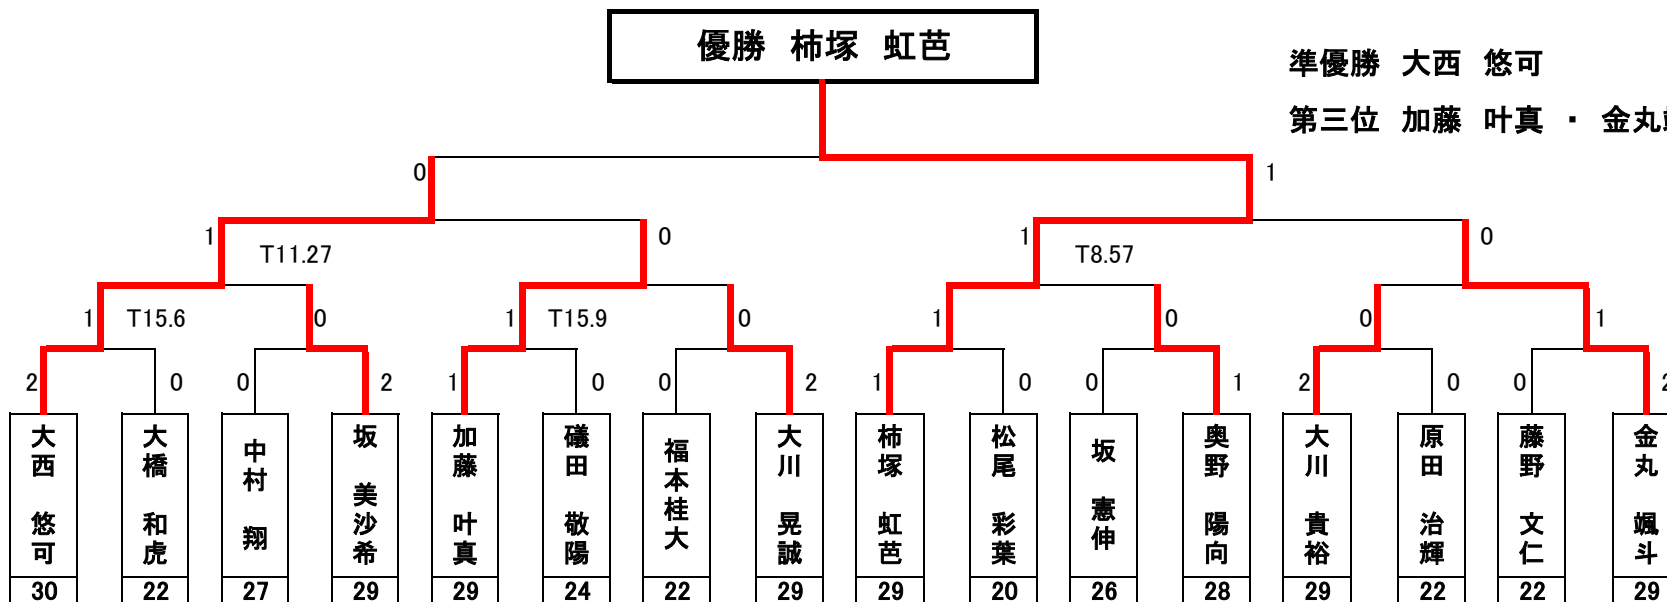 優勝 柿塚 虹芭
準優勝 大西 悠可
第三位 加藤 叶真 ・ 金丸
0 1
1 T11.27 0 1 T8.57 0
1 T15.6 0 1 T15.9 0 1 0 0 1
2 0 0 2 1 0 0 2 1 0 0 1 2 0 0 2
大西 悠可
大橋 和虎
中村 翔
坂 美沙希
加藤 叶真
礒田 敬陽
福本桂大
大川 晃誠
柿塚 虹芭
松尾 彩葉
坂 憲伸
奥野 陽向
大川 貴裕
原田 治輝
藤野 文仁
金丸 颯斗
30 22 27 29 29 24 22 29 29 20 26 28 29 22 22 29